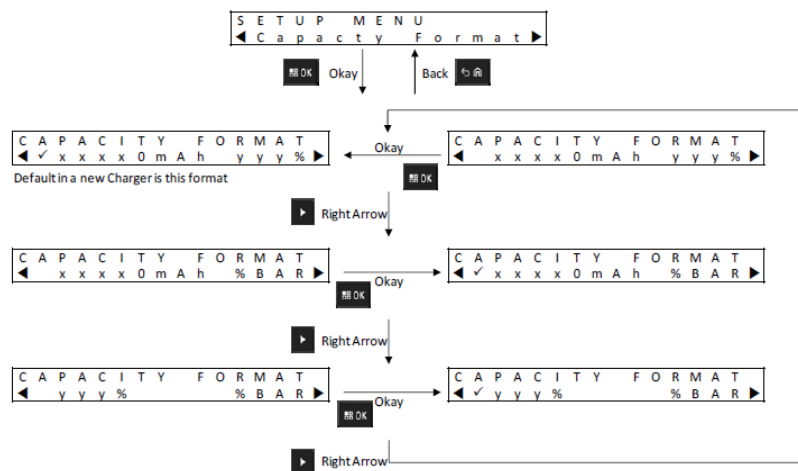 SETUP MENU
◀Capacty Format▶
OK Okay Back
CAPACITY FORMAT
◀✓xxxx0mAh yyy%▶
Default in a new Charger is this format
Okay
OK
CAPACITY FORMAT
◀ xxxx0mAh yyy%▶
Right Arrow
CAPACITY FORMAT
◀ xxxx0mAh %BAR▶
Okay
OK
CAPACITY FORMAT
◀✓xxxx0mAh %BAR▶
Right Arrow
CAPACITY FORMAT
◀ yyy% %BAR▶
Okay
OK
CAPACITY FORMAT
◀✓yyy% %BAR▶
Right Arrow